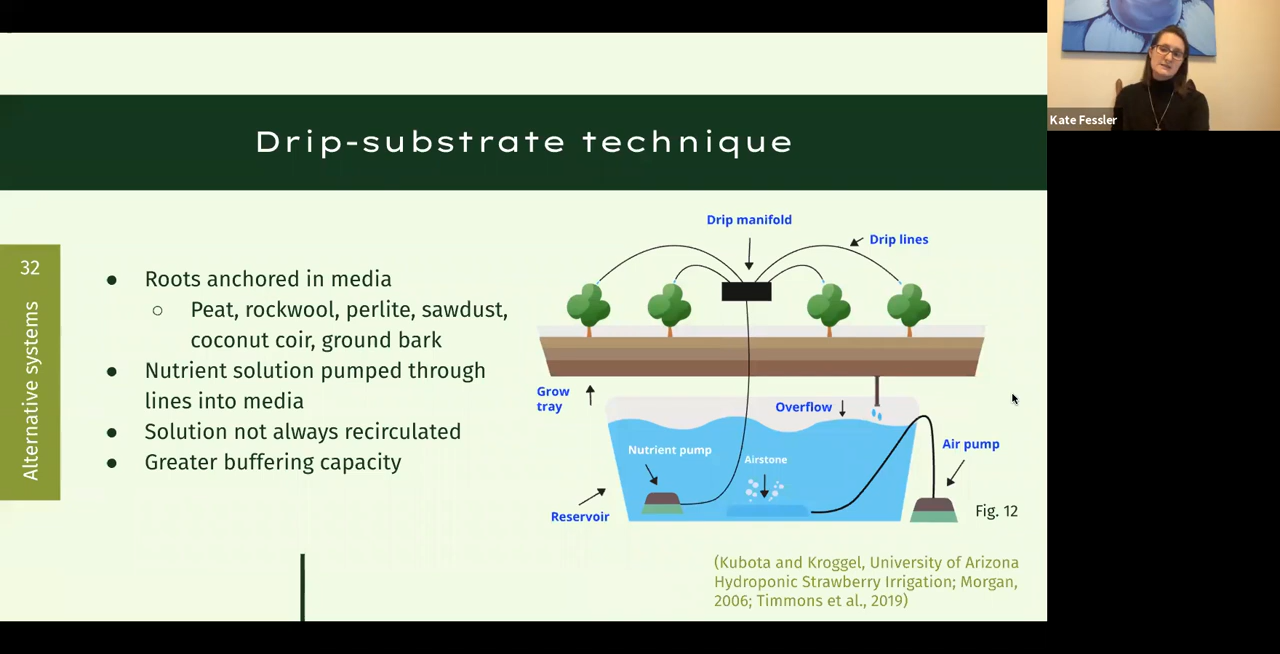 Drip-substrate technique
32
Alternative systems
● Roots anchored in media
○ Peat, rockwool, perlite, sawdust,
coconut coir, ground bark
● Nutrient solution pumped through
lines into media
● Solution not always recirculated
● Greater buffering capacity
Drip manifold
Drip lines
Grow
tray
Overflow
Nutrient pump
Airstone
Air pump
Reservoir
Fig. 12
(Kubota and Kroggel, University of Arizona
Hydroponic Strawberry Irrigation; Morgan,
2006; Timmons et al., 2019)
Kate Fessler